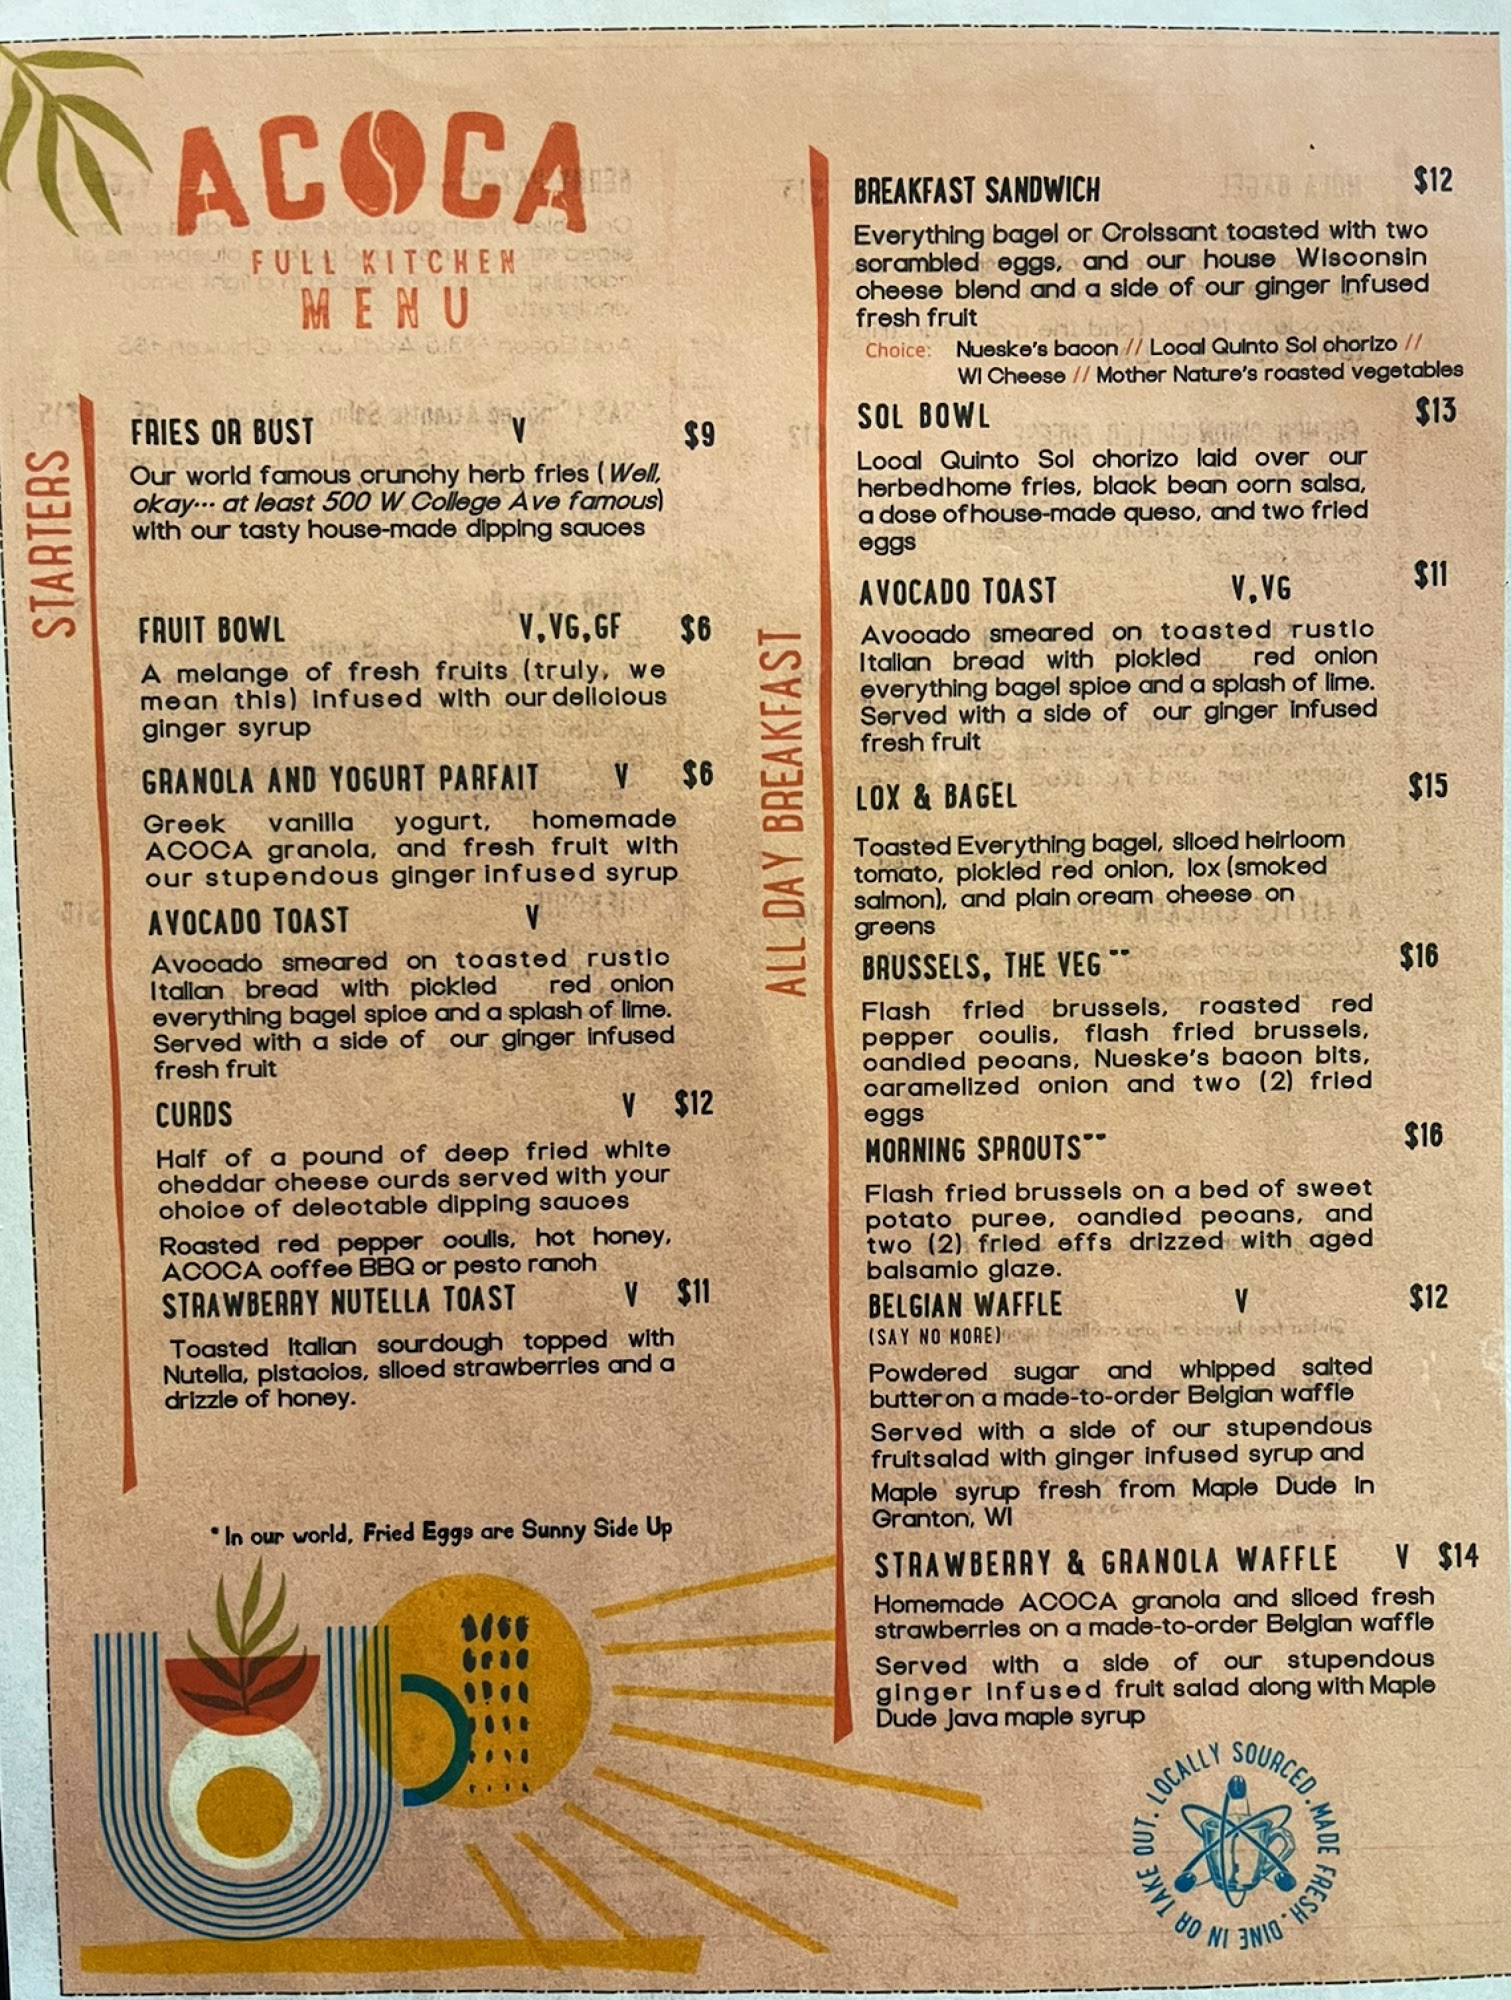 ACOCA
FULL KITCHEN
MENU
STARTERS
FRIES OR BUST V $9
Our world famous crunchy herb fries (Well,
okay... at least 500 W College Ave famous)
with our tasty house-made dipping sauces
FRUIT BOWL V,VG,GF $6
A melange of fresh fruits (truly, we
mean this) infused with our delicious
ginger syrup
GRANOLA AND YOGURT PARFAIT V $6
Greek vanilla yogurt, homemade
ACOCA granola, and fresh fruit with
our stupendous ginger infused syrup
AVOCADO TOAST V
Avocado smeared on toasted rustic
Italian bread with pickled red onion
everything bagel spice and a splash of lime.
Served with a side of our ginger infused
fresh fruit
CURDS V $12
Half of a pound of deep fried white
cheddar cheese curds served with your
choice of delectable dipping sauces
Roasted red pepper coulis, hot honey,
ACOCA coffee BBQ or pesto ranch
STRAWBERRY NUTELLA TOAST V $11
Toasted Italian sourdough topped with
Nutella, pistacios, sliced strawberries and a
drizzle of honey.
* In our world, Fried Eggs are Sunny Side Up
ALL DAY BREAKFAST
BREAKFAST SANDWICH $12
Everything bagel or Croissant toasted with two
scrambled eggs, and our house Wisconsin
cheese blend and a side of our ginger infused
fresh fruit
Choice: Nueske's bacon // Local Quinto Sol chorizo //
WI Cheese // Mother Nature's roasted vegetables
SOL BOWL $13
Local Quinto Sol chorizo laid over our
herbed home fries, black bean corn salsa,
a dose of house-made queso, and two fried
eggs
AVOCADO TOAST V,VG $11
Avocado smeared on toasted rustic
Italian bread with pickled red onion
everything bagel spice and a splash of lime.
Served with a side of our ginger infused
fresh fruit
LOX & BAGEL $15
Toasted Everything bagel, sliced heirloom
tomato, pickled red onion, lox (smoked
salmon), and plain cream cheese on
greens
BRUSSELS, THE VEG** $16
Flash fried brussels, roasted red
pepper coulis, flash fried brussels,
candied pecans, Nueske's bacon bits,
caramelized onion and two (2) fried
eggs
MORNING SPROUTS** $16
Flash fried brussels on a bed of sweet
potato puree, candied pecans, and
two (2) fried effs drizzed with aged
balsamic glaze.
BELGIAN WAFFLE V $12
(SAY NO MORE)
Powdered sugar and whipped salted
butter on a made-to-order Belgian waffle
Served with a side of our stupendous
fruit salad with ginger infused syrup and
Maple syrup fresh from Maple Dude in
Granton, WI
STRAWBERRY & GRANOLA WAFFLE V $14
Homemade ACOCA granola and sliced fresh
strawberries on a made-to-order Belgian waffle
Served with a side of our stupendous
ginger infused fruit salad along with Maple
Dude java maple syrup
LOCALLY SOURCED. MADE FRESH. DINE IN OR TAKE OUT.